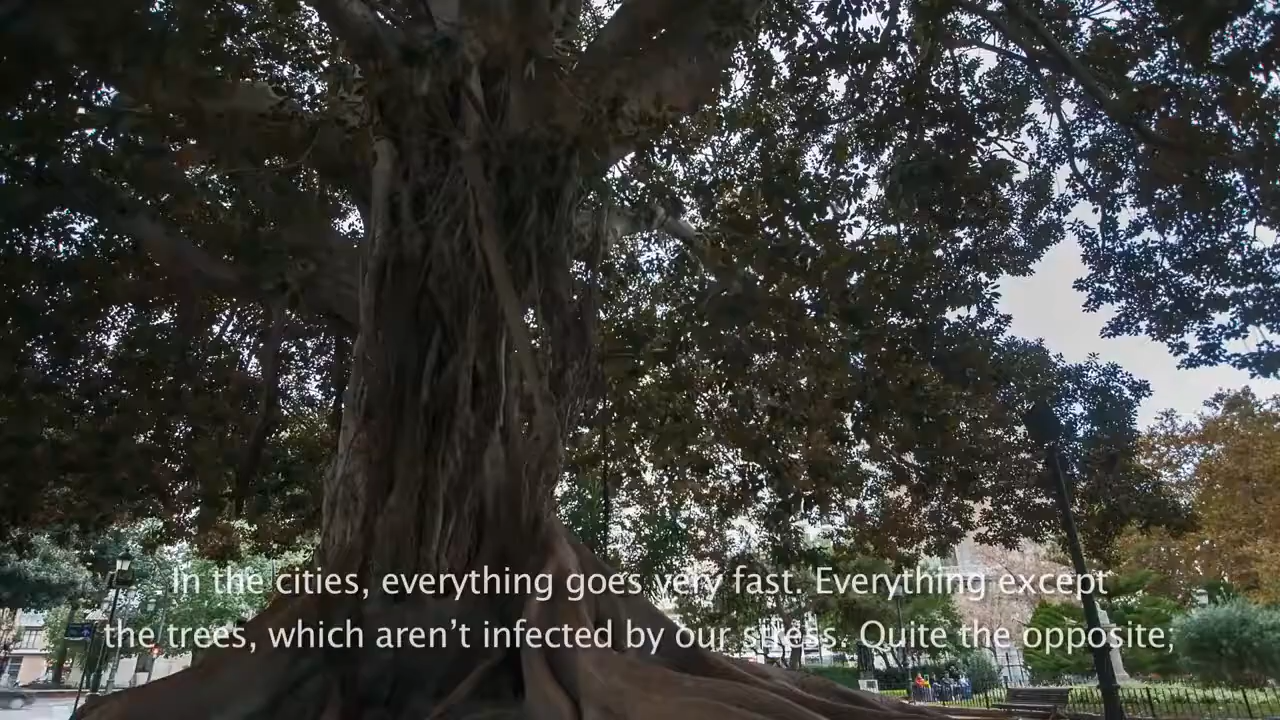 In the cities, everything goes very fast. Everything except
the trees, which aren't infected by our stress. Quite the opposite;